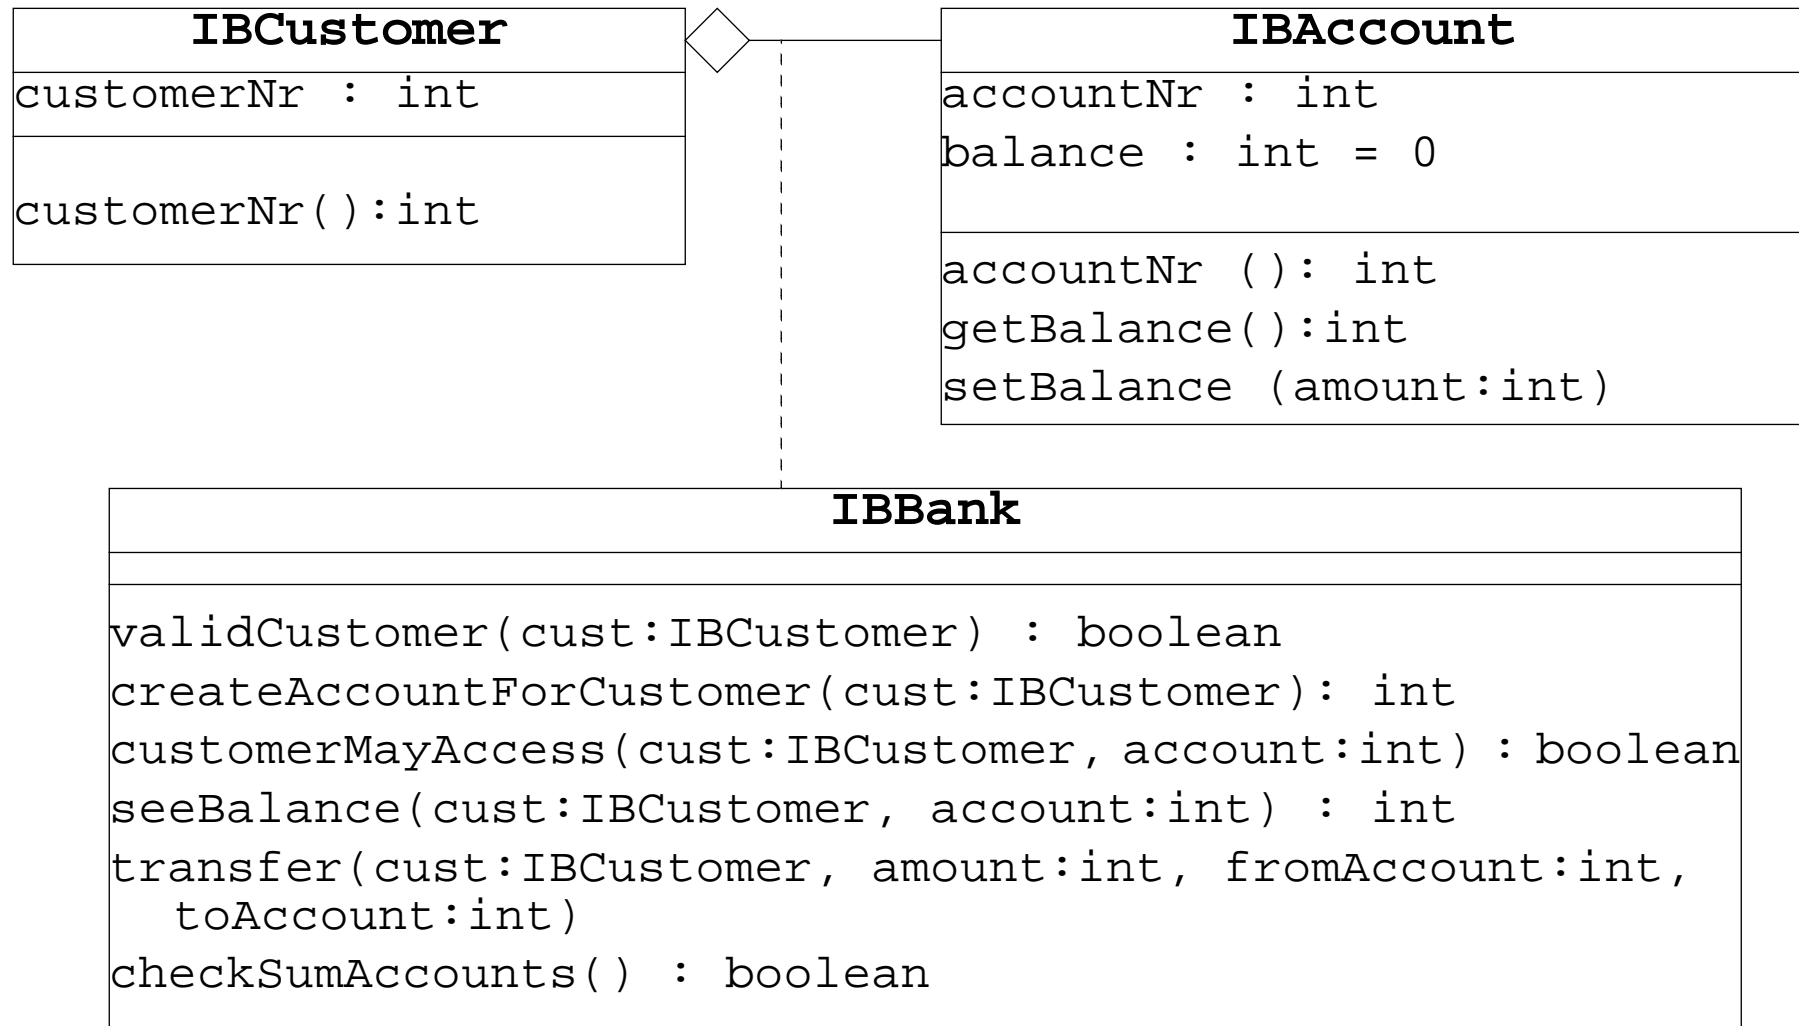 IBCustomer
customerNr : int
customerNr():int
IBAccount
accountNr : int
balance : int = 0
accountNr (): int
getBalance():int
setBalance (amount:int)
IBBank
validCustomer(cust:IBCustomer) : boolean
createAccountForCustomer(cust:IBCustomer): int
customerMayAccess(cust:IBCustomer, account:int) : boolean
seeBalance(cust:IBCustomer, account:int) : int
transfer(cust:IBCustomer, amount:int, fromAccount:int,
toAccount:int)
checkSumAccounts() : boolean